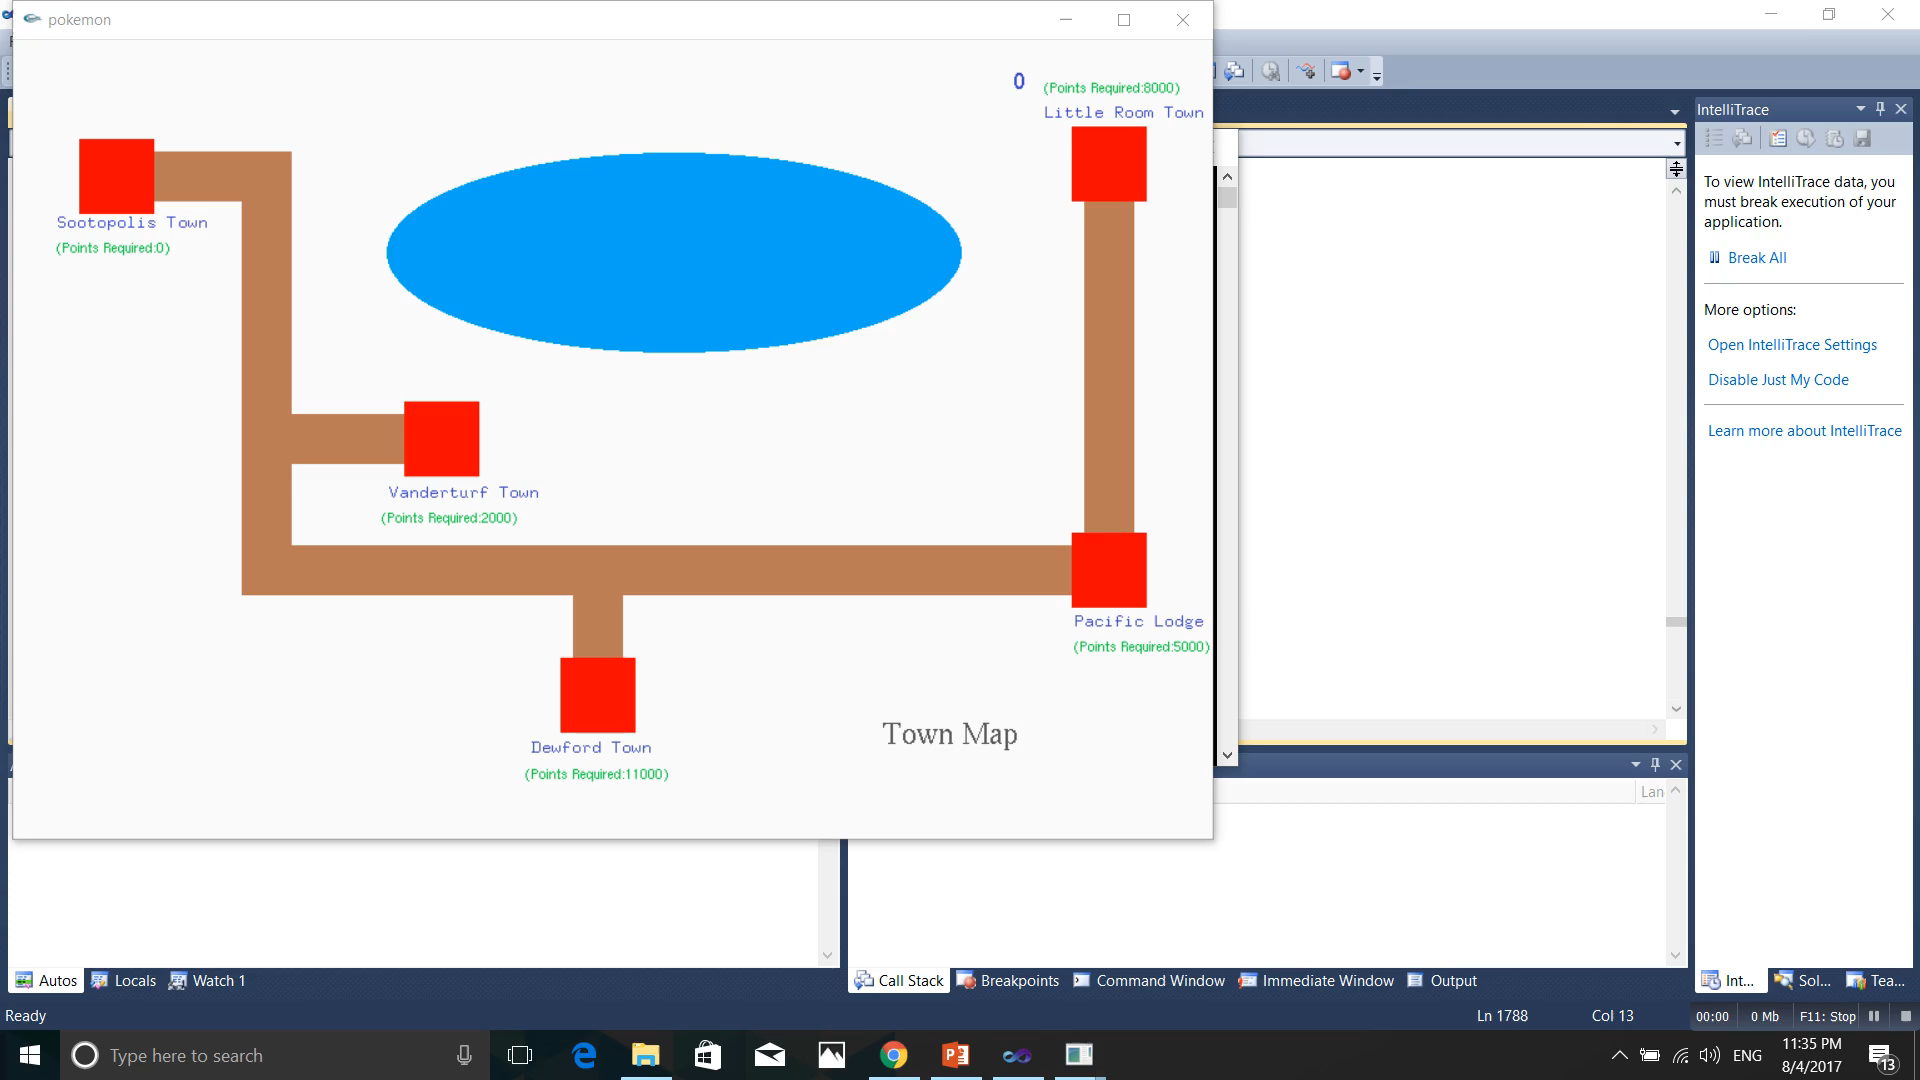 pokemon
0
(Points Required:8000)
Little Room Town
Sootopolis Town
(Points Required:0)
Vanderturf Town
(Points Required:2000)
Pacific Lodge
(Points Required:5000)
Dewford Town
(Points Required:11000)
Town Map
IntelliTrace
To view IntelliTrace data, you
must break execution of your
application.
Break All
More options:
Open IntelliTrace Settings
Disable Just My Code
Learn more about IntelliTrace
Lan
Autos Locals Watch 1
Call Stack Breakpoints Command Window Immediate Window Output
Int... Sol... Tea...
Ready Ln 1788 Col 13
00:00 0 Mb F11: Stop
Type here to search
ENG
11:35 PM
8/4/2017
13